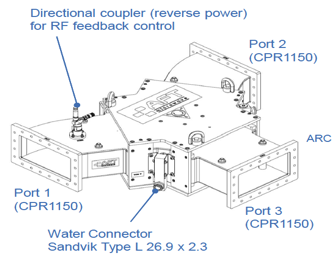 Directional coupler (reverse power)
for RF feedback control
Port 2
(CPR1150)
ARC
Port 1
(CPR1150)
Port 3
(CPR1150)
Water Connector
Sandvik Type L 26.9 x 2.3